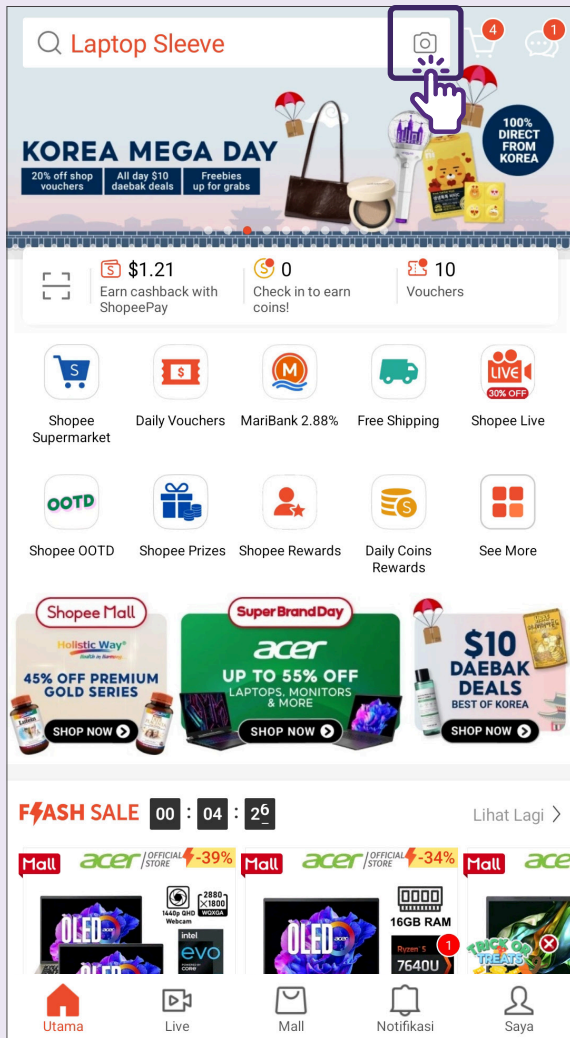 Laptop Sleeve
4
1
KOREA MEGA DAY
20% off shop vouchers
All day $10 daebak deals
Freebies up for grabs
100%
DIRECT
FROM
KOREA
$1.21
Earn cashback with
ShopeePay
0
Check in to earn
coins!
10
Vouchers
Shopee
Supermarket
Daily Vouchers
MariBank 2.88%
Free Shipping
LIVE
30% OFF
Shopee Live
OOTD
Shopee OOTD
Shopee Prizes
Shopee Rewards
Daily Coins
Rewards
See More
Shopee Mall
Holistic Way®
Health in Harmony
45% OFF PREMIUM
GOLD SERIES
SHOP NOW
Super Brand Day
acer
UP TO 55% OFF
LAPTOPS, MONITORS
& MORE
SHOP NOW
$10
DAEBAK
DEALS
BEST OF KOREA
SHOP NOW
FLASH SALE 00 : 04 : 26
Lihat Lagi
Mall acer OFFICIAL STORE -39%
1440p QHD
Webcam
2880
x1800
WQXGA
OLED
intel
evo
CORE
Mall acer OFFICIAL STORE -34%
16GB RAM
OLED
Ryzen 5
7640U
1
Mall ace
TRICK OR
TREATS
Utama
Live
Mall
Notifikasi
Saya